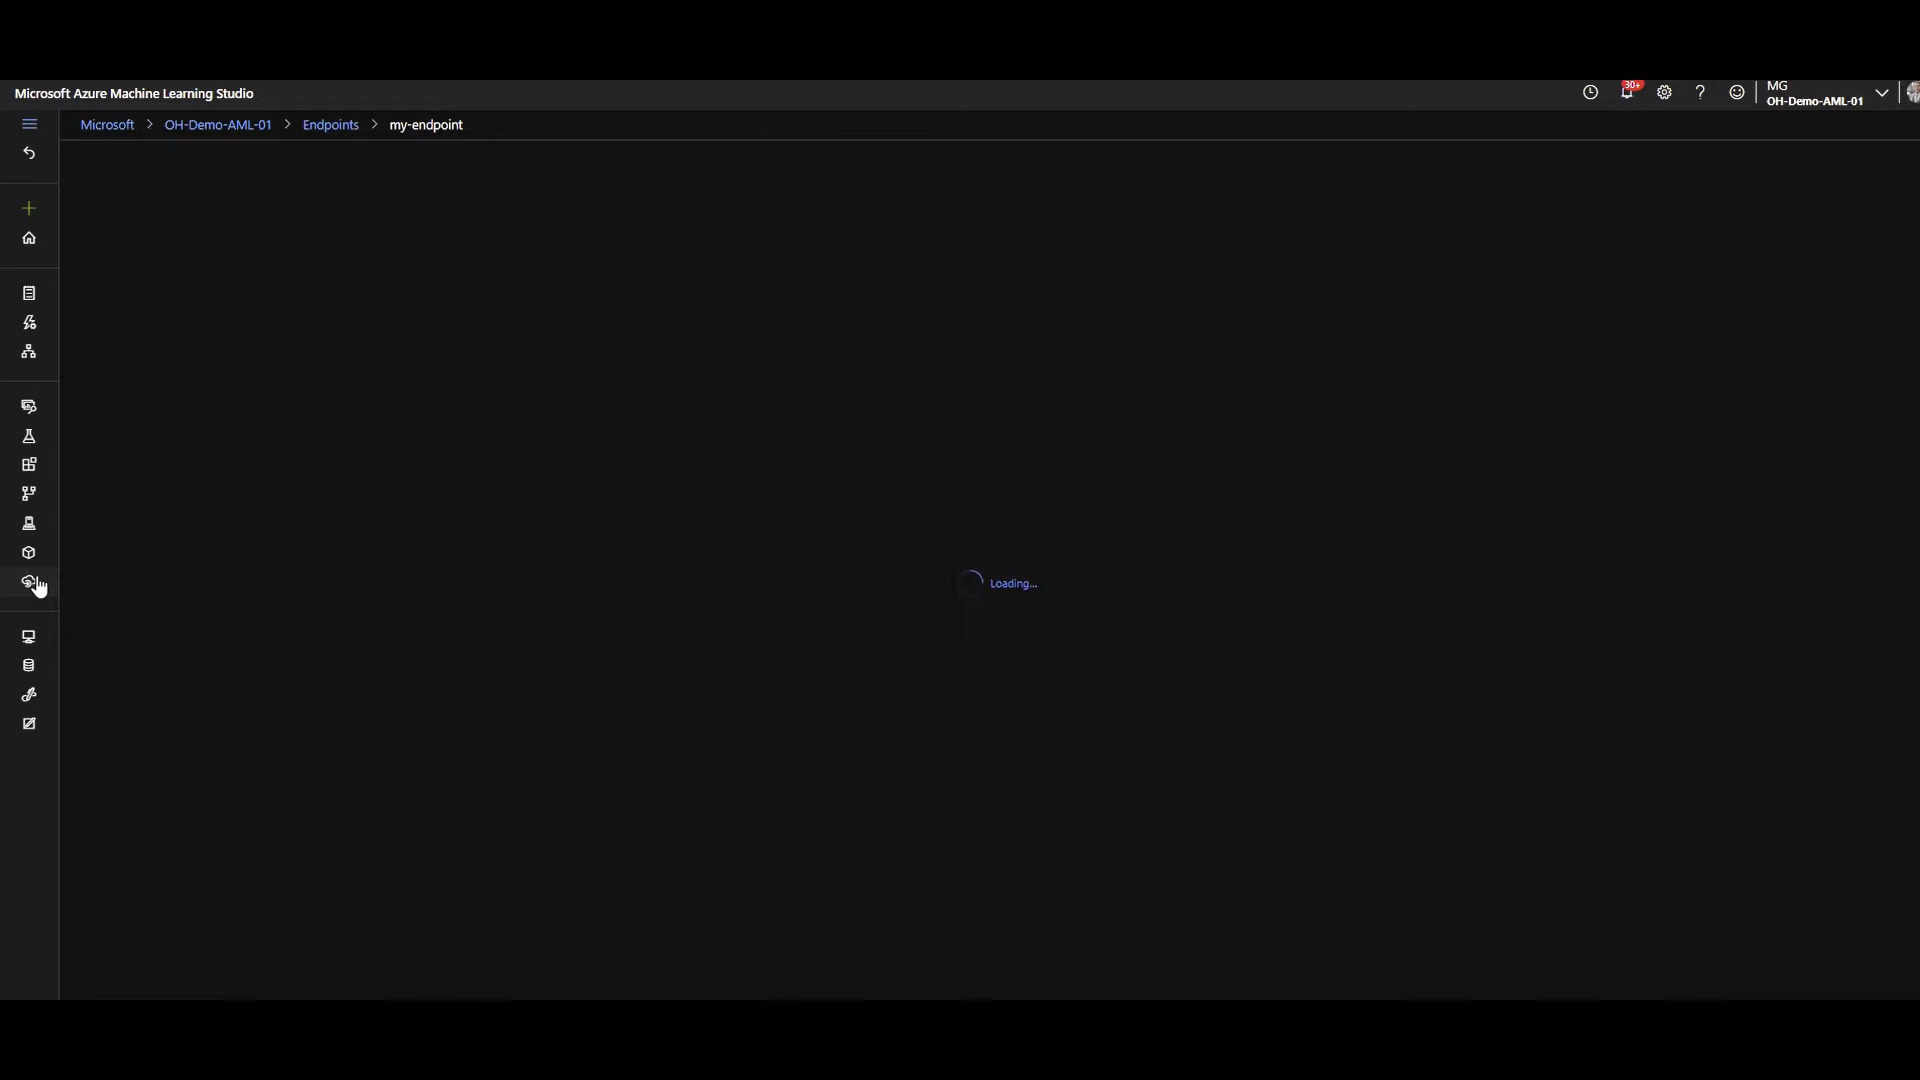 Microsoft Azure Machine Learning Studio
30+
MG
OH-Demo-AML-01
Microsoft > OH-Demo-AML-01 > Endpoints > my-endpoint
Loading...